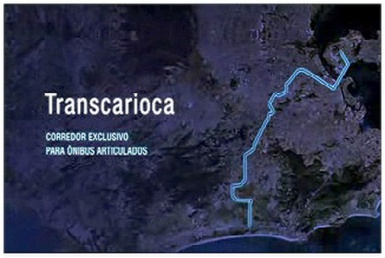 Transcarioca
CORREDOR EXCLUSIVO
PARA ÔNIBUS ARTICULADOS